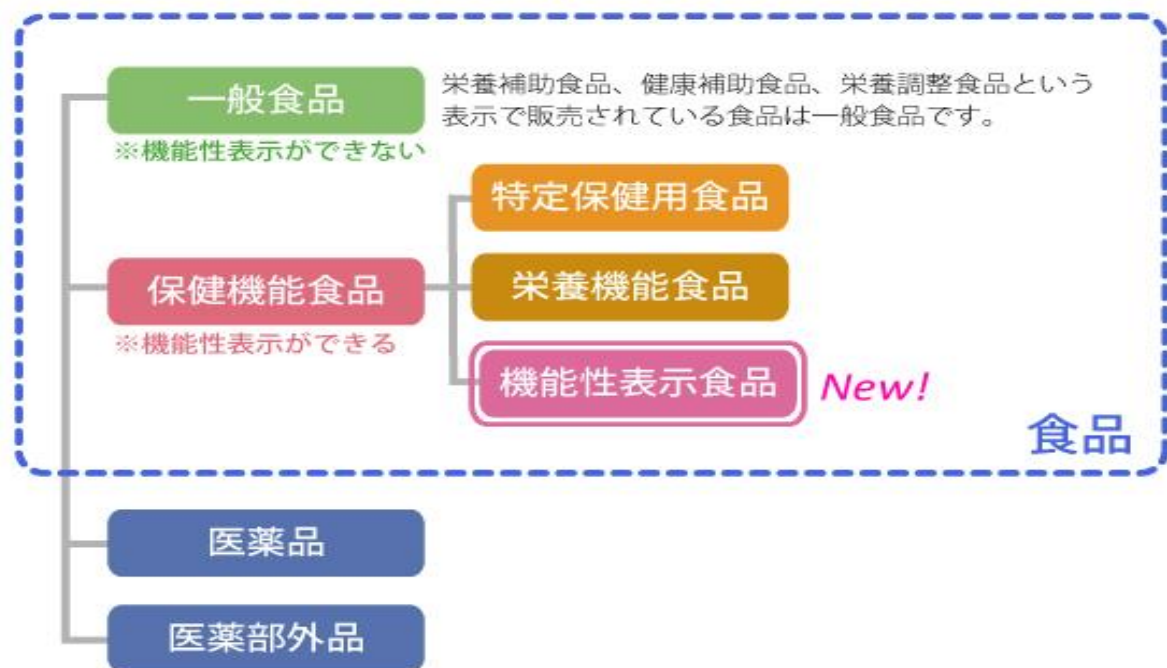 一般食品
栄養補助食品、健康補助食品、栄養調整食品という
表示で販売されている食品は一般食品です。
※機能性表示ができない
特定保健用食品
保健機能食品
栄養機能食品
※機能性表示ができる
機能性表示食品
New!
食品
医薬品
医薬部外品